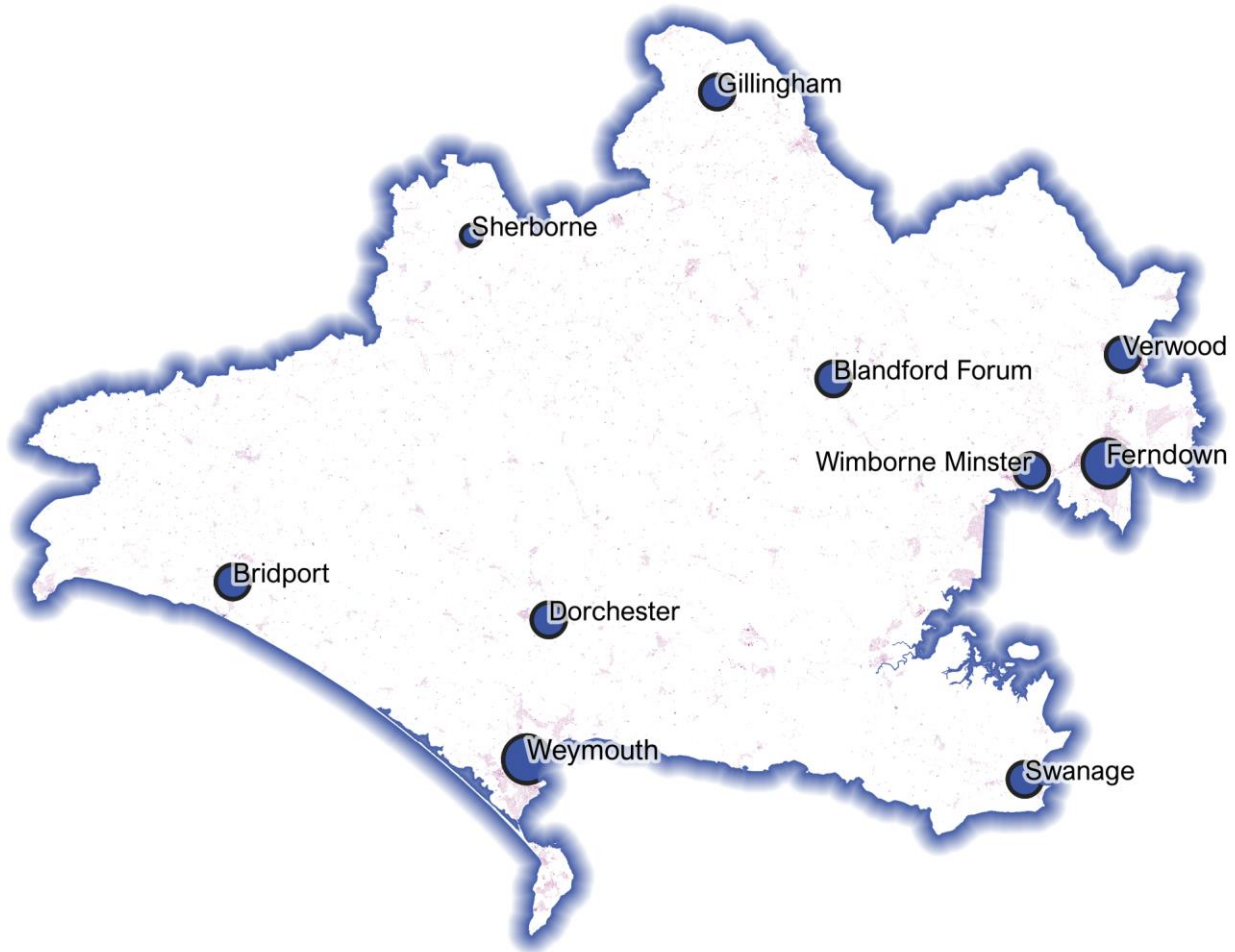 Gillingham
Sherborne
Verwood
Blandford Forum
Ferndown
Wimborne Minster
Bridport
Dorchester
Weymouth
Swanage